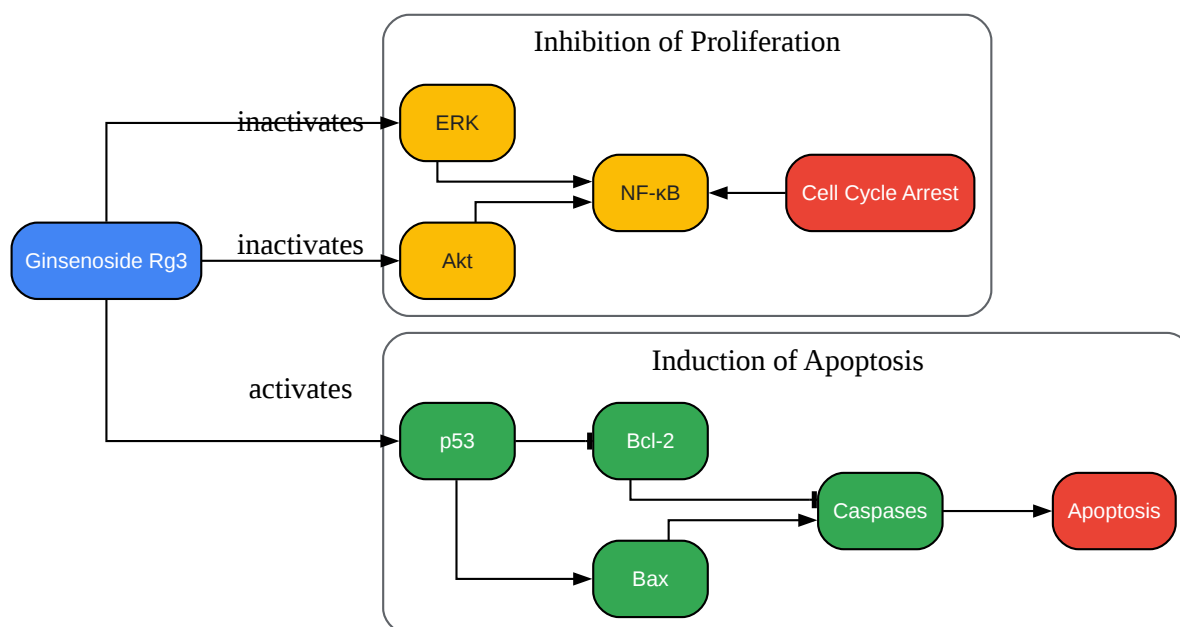 Inhibition of Proliferation
inactivates
ERK
NF-κB
Cell Cycle Arrest
Ginsenoside Rg3
inactivates
Akt
Induction of Apoptosis
activates
p53
Bcl-2
Caspases
Apoptosis
Bax